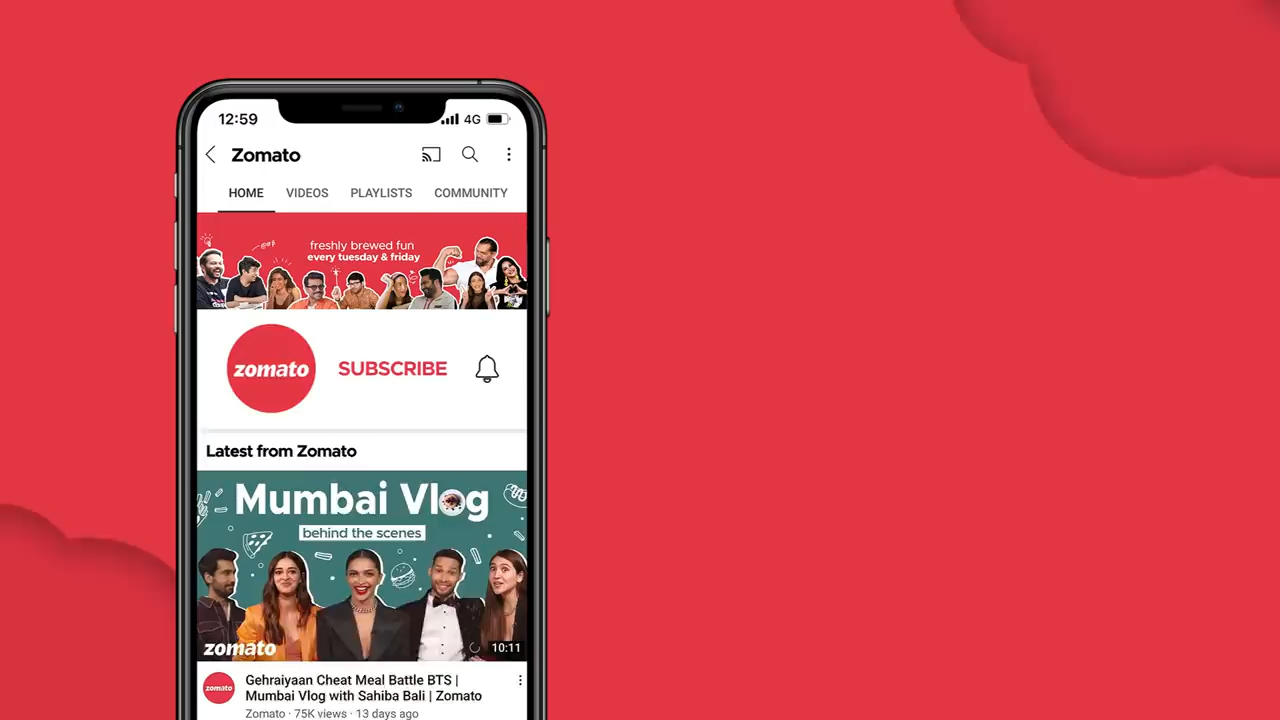 12:59
4G
Zomato
HOME VIDEOS PLAYLISTS COMMUNITY
@#
freshly brewed fun
every tuesday & friday
zomato SUBSCRIBE
Latest from Zomato
Mumbai Vlog
behind the scenes
zomato
10:11
zomato
Gehraiyaan Cheat Meal Battle BTS |
Mumbai Vlog with Sahiba Bali | Zomato
Zomato · 75K views · 13 days ago